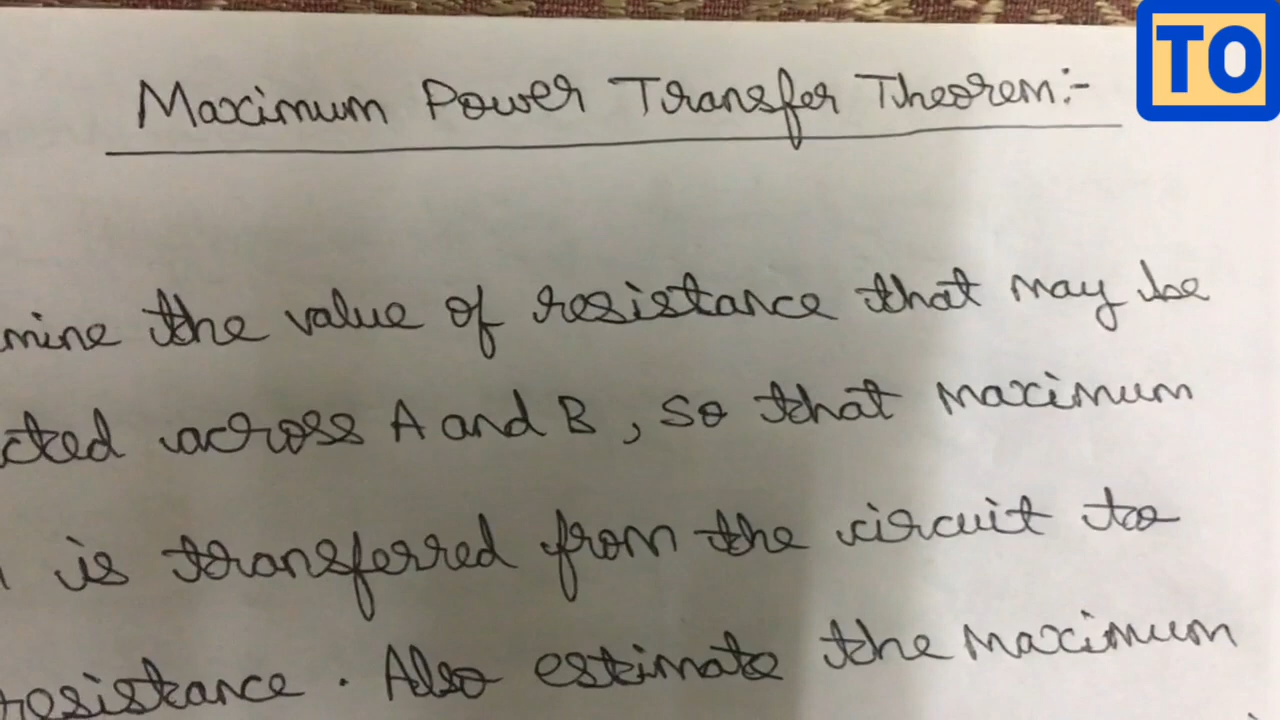 TO
Maximum Power Transfer Theorem:-
mine the value of resistance that may be
cted across A and B, so that maximum
is transferred from the circuit to
resistance. Also estimate the maximum